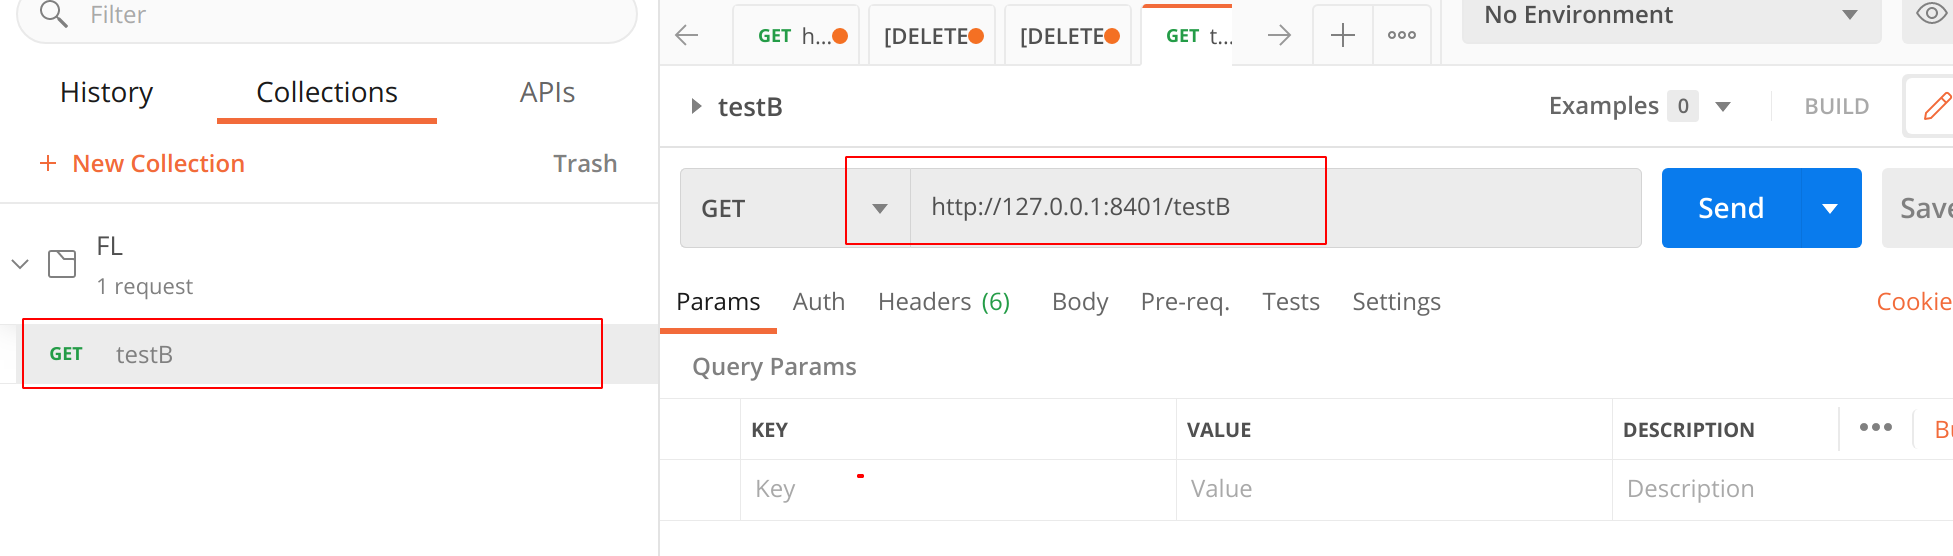 Filter
History Collections APIs
+ New Collection Trash
FL
1 request
GET testB
GET h... [DELETE [DELETE GET t...
No Environment
testB
Examples 0 BUILD
GET http://127.0.0.1:8401/testB Send Save
Params Auth Headers (6) Body Pre-req. Tests Settings Cookie
Query Params
KEY VALUE DESCRIPTION ••• Bu
Key Value Description